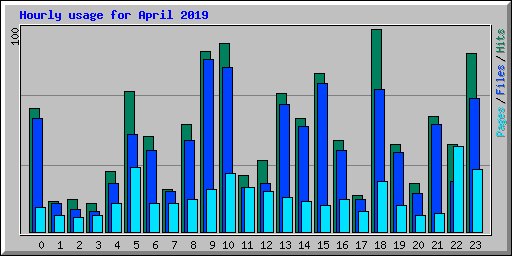 Hourly usage for April 2019
100
Pages/Files/Hits
0 1 2 3 4 5 6 7 8 9 10 11 12 13 14 15 16 17 18 19 20 21 22 23